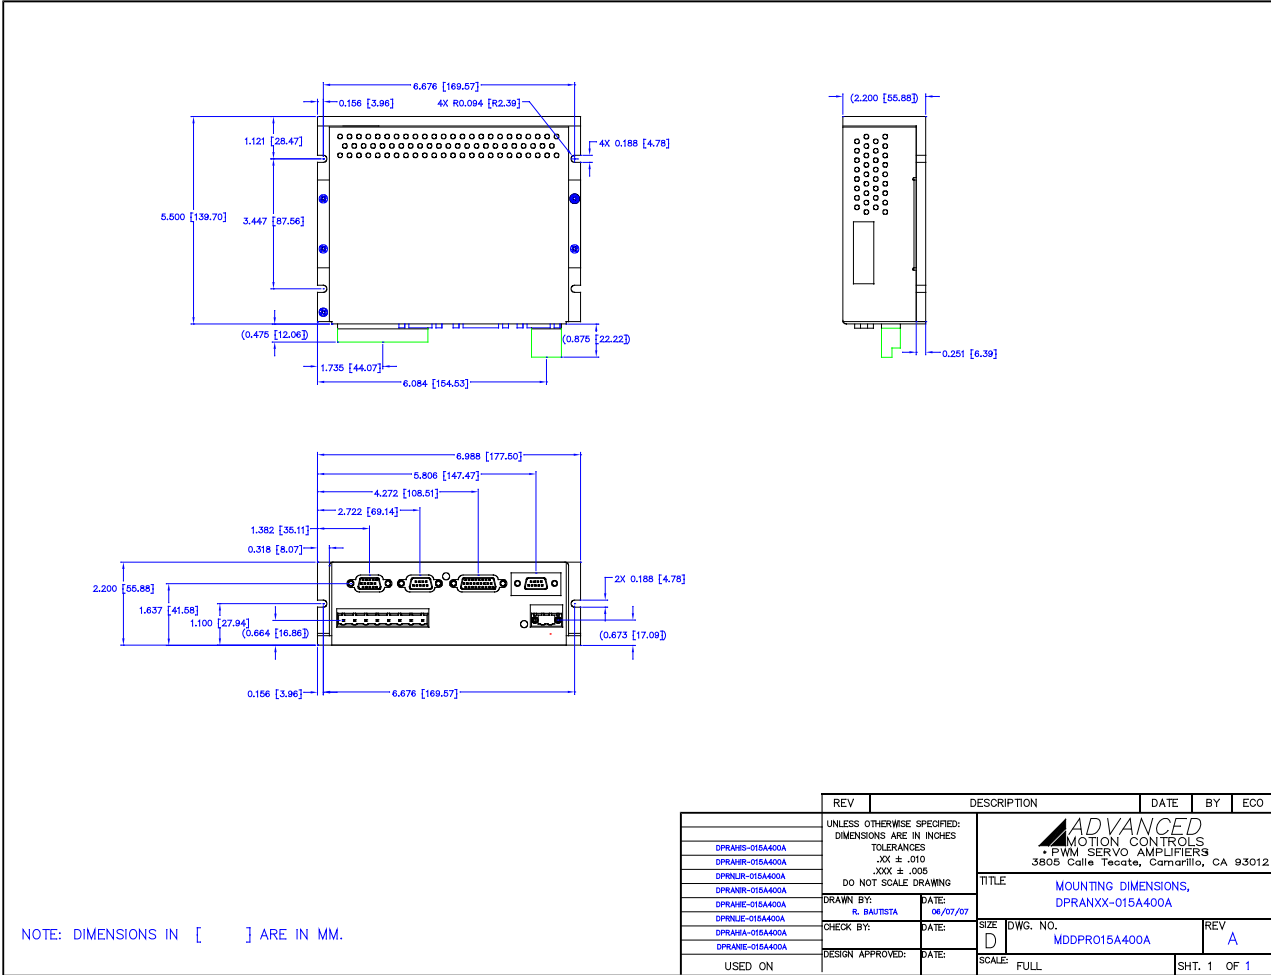 6.676 [169.57]
0.156 [3.96]
4X R0.094 [R2.39]
(2.200 [55.88])
1.121 [28.47]
4X 0.188 [4.78]
5.500 [139.70]
3.447 [87.56]
(0.475 [12.06])
(0.875 [22.22])
0.251 [6.39]
1.735 [44.07]
6.084 [154.53]
6.988 [177.50]
5.806 [147.47]
4.272 [108.51]
2.722 [69.14]
1.382 [35.11]
0.318 [8.07]
2.200 [55.88]
2X 0.188 [4.78]
1.637 [41.58]
1.100 [27.94]
(0.664 [16.86])
(0.673 [17.09])
0.156 [3.96]
6.676 [169.57]
NOTE: DIMENSIONS IN [ ] ARE IN MM.
REV DESCRIPTION DATE BY ECO
DPRAHIS-015A400A
DPRAHIR-015A400A
DPRNLIR-015A400A
DPRANIR-015A400A
DPRAHIE-015A400A
DPRNLIE-015A400A
DPRAHIA-015A400A
DPRANIE-015A400A
USED ON
UNLESS OTHERWISE SPECIFIED:
DIMENSIONS ARE IN INCHES
TOLERANCES
.XX ± .010
.XXX ± .005
DO NOT SCALE DRAWING
DRAWN BY: DATE:
R. BAUTISTA 06/07/07
CHECK BY: DATE:
DESIGN APPROVED: DATE:
ADVANCED
MOTION CONTROLS
• PWM SERVO AMPLIFIERS
3805 Calle Tecate, Camarillo, CA 93012
TITLE
MOUNTING DIMENSIONS,
DPRANXX-015A400A
SIZE DWG. NO. REV
D MDDPR015A400A A
SCALE: FULL SHT. 1 OF 1